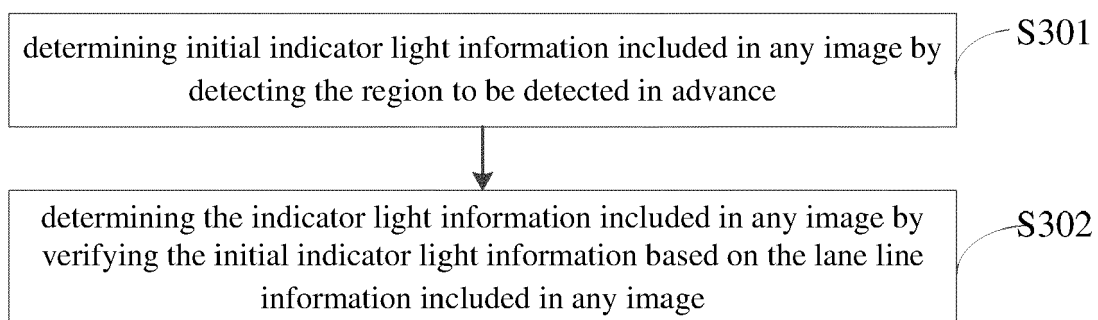 determining initial indicator light information included in any image by
detecting the region to be detected in advance
S301
determining the indicator light information included in any image by
verifying the initial indicator light information based on the lane line
information included in any image
S302